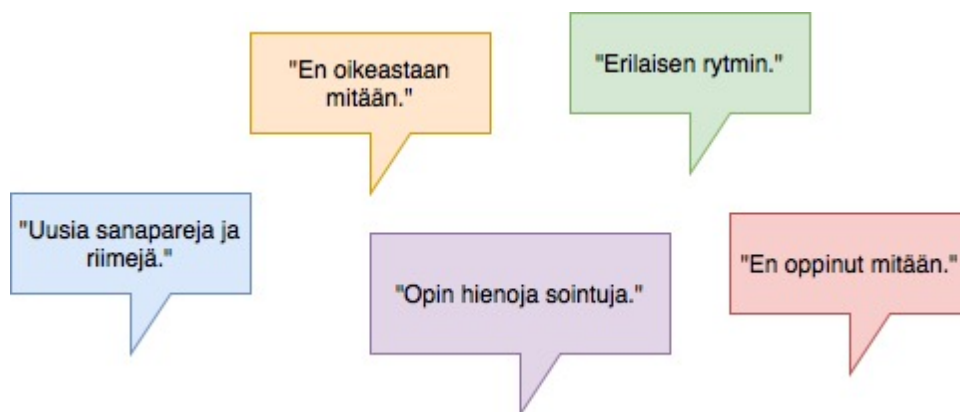 "En oikeastaan
mitään."
"Erilaisen rytmin."
"Uusia sanapareja ja
riimejä."
"Opin hienoja sointuja."
"En oppinut mitään."